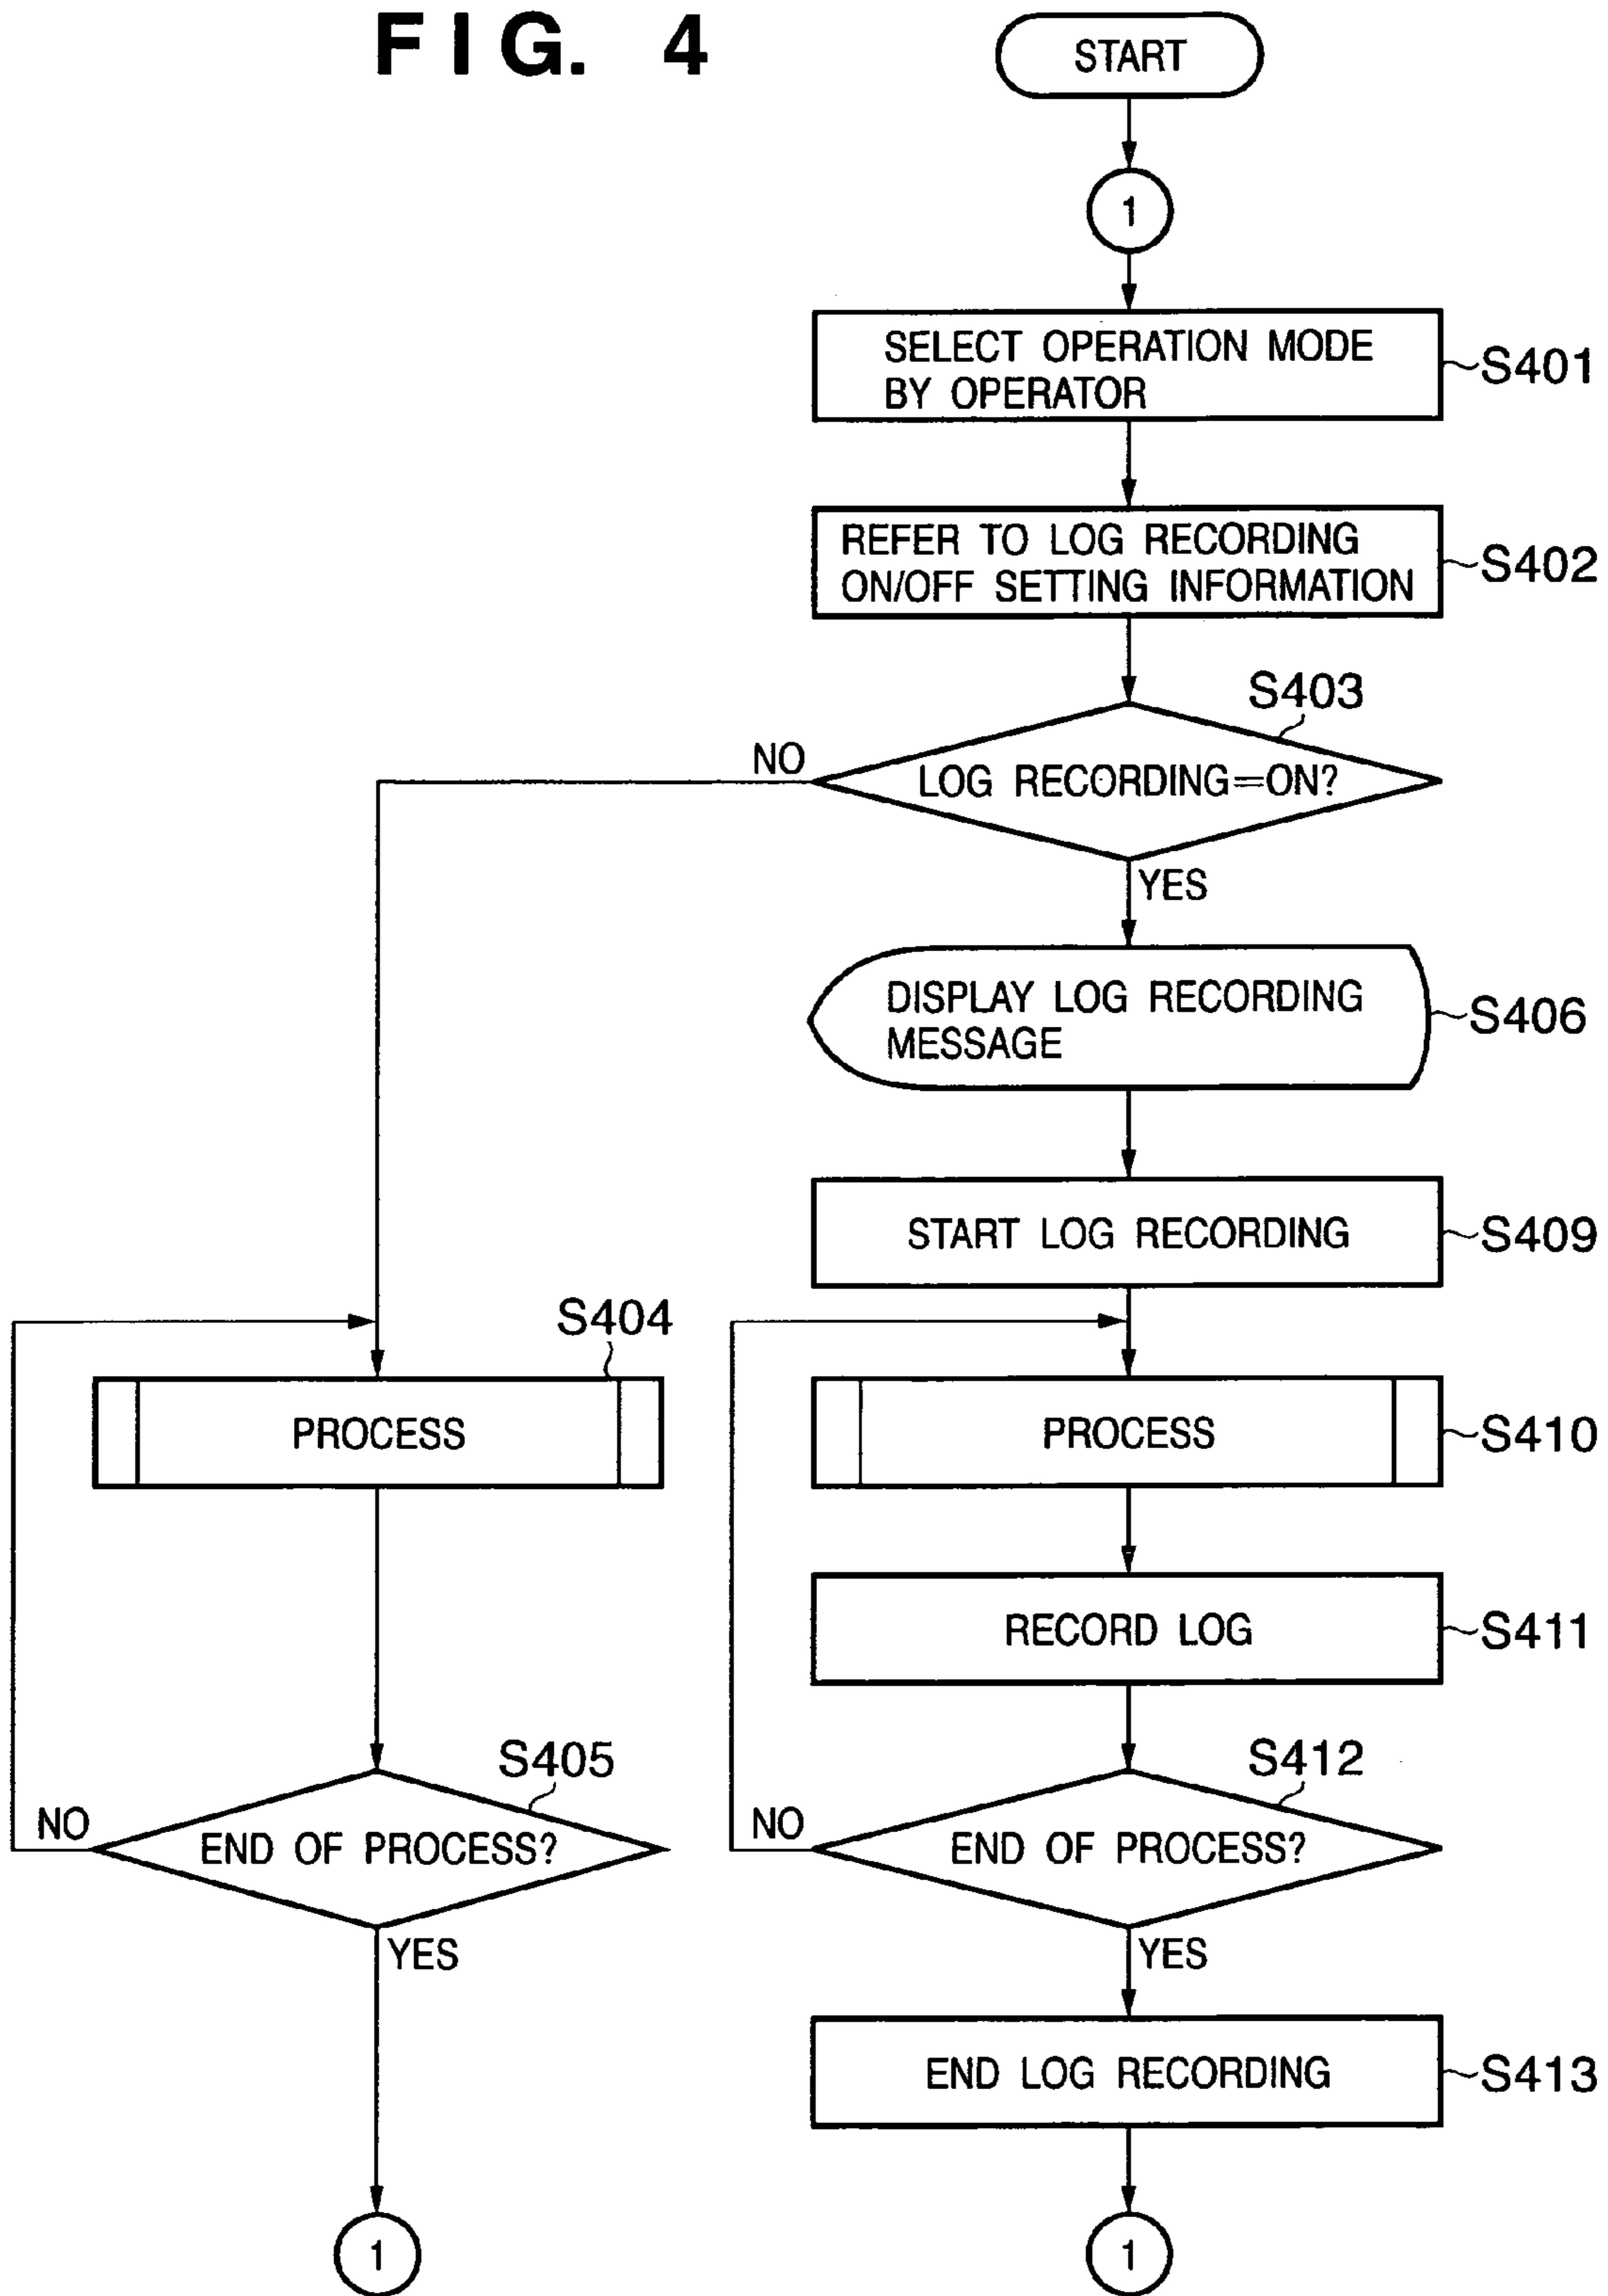 FIG. 4
START
1
SELECT OPERATION MODE
BY OPERATOR
S401
REFER TO LOG RECORDING
ON/OFF SETTING INFORMATION
S402
S403
NO
LOG RECORDING=ON?
YES
DISPLAY LOG RECORDING
MESSAGE
S406
START LOG RECORDING
S409
S404
PROCESS
PROCESS
S410
RECORD LOG
S411
S405
S412
NO
END OF PROCESS?
NO
END OF PROCESS?
YES
YES
END LOG RECORDING
S413
1
1